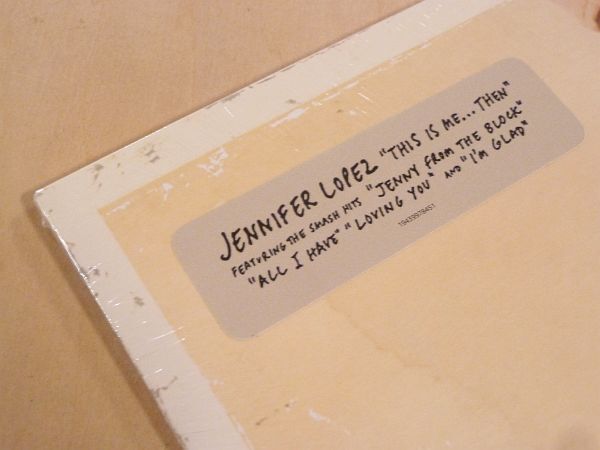 JENNIFER LOPEZ "THIS IS ME...THEN"
FEATURING THE SMASH HITS "JENNY FROM THE BLOCK"
"ALL I HAVE" "LOVING YOU" AND "I'M GLAD"
19439978451